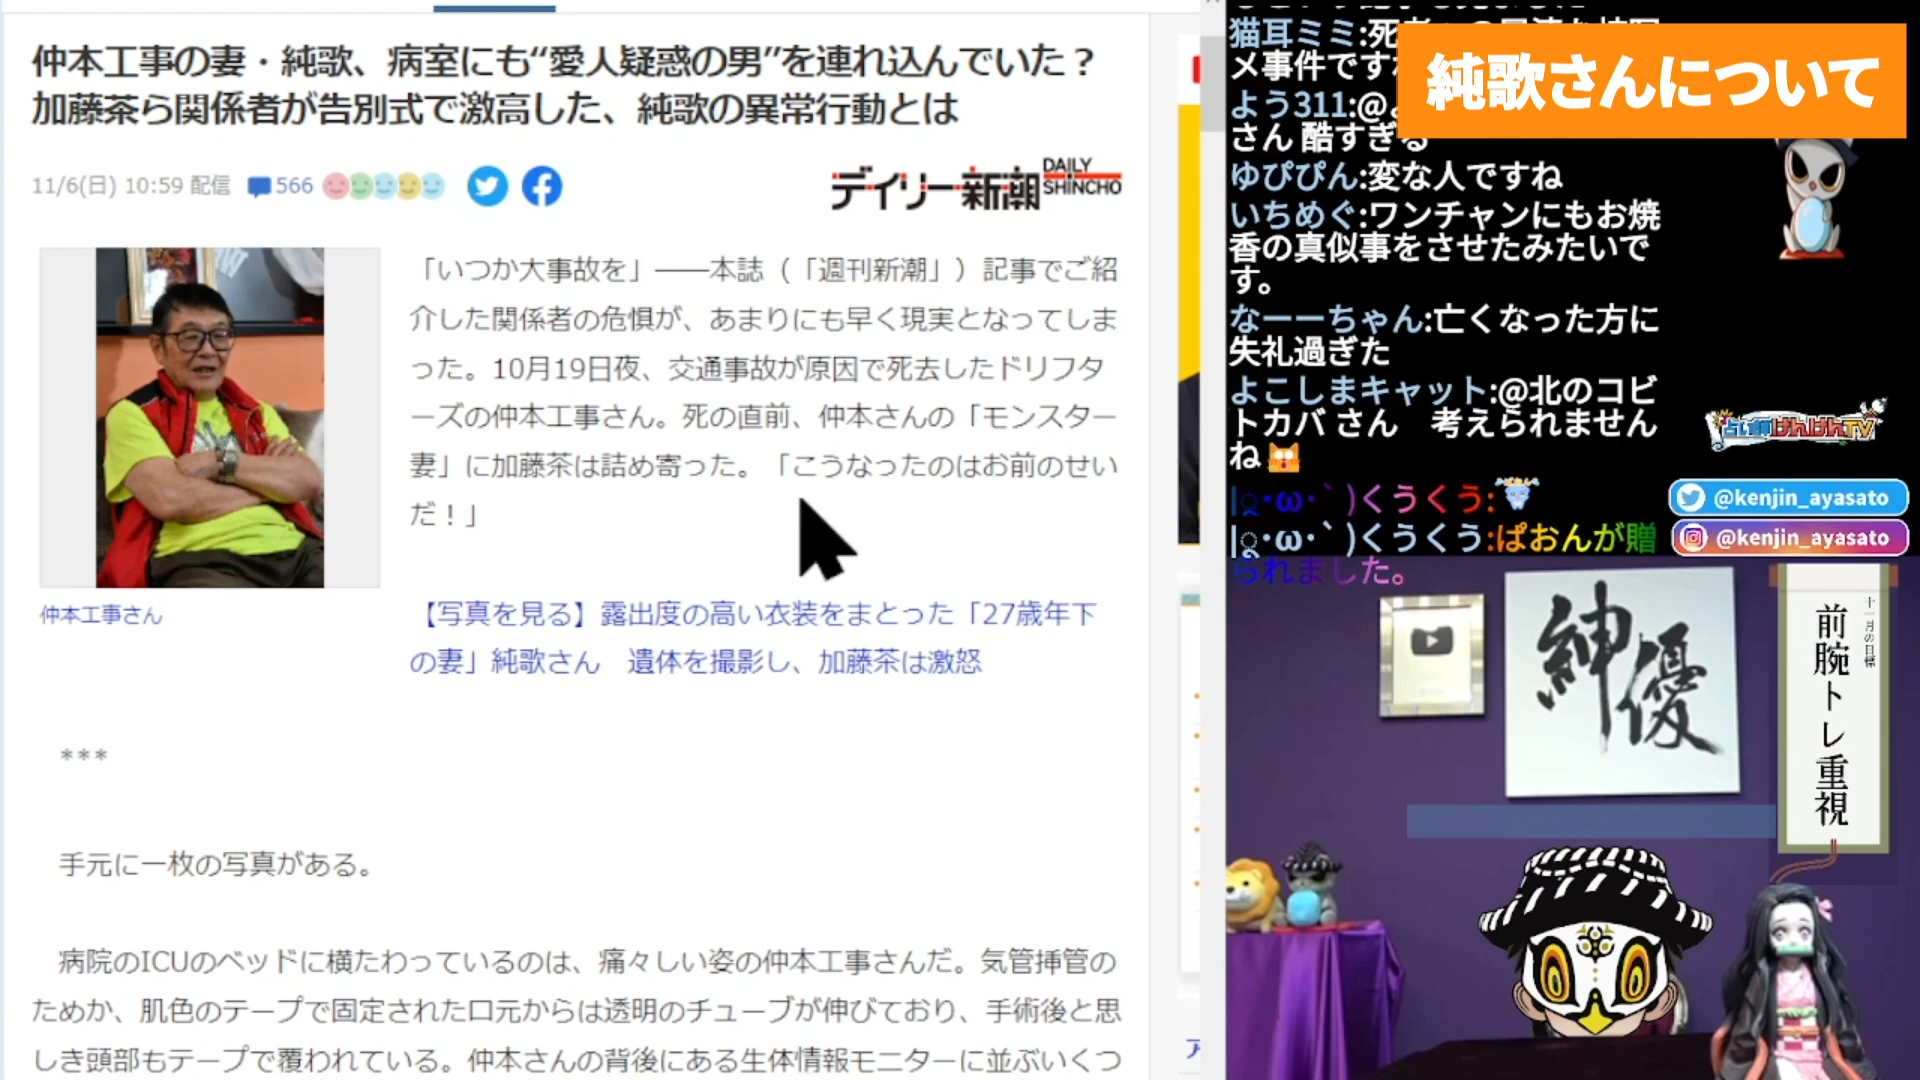 仲本工事の妻・純歌、病室にも“愛人疑惑の男”を連れ込んでいた？
加藤茶ら関係者が告別式で激高した、純歌の異常行動とは
11/6(日) 10:59 配信
566
デイリー新潮
DAILY
SHINCHO
「いつか大事故を」――本誌（「週刊新潮」）記事でご紹
介した関係者の危惧が、あまりにも早く現実となってしま
った。10月19日夜、交通事故が原因で死去したドリフタ
ーズの仲本工事さん。死の直前、仲本さんの「モンスター
妻」に加藤茶は詰め寄った。「こうなったのはお前のせい
だ！」
仲本工事さん
【写真を見る】露出度の高い衣装をまとった「27歳年下
の妻」純歌さん　遺体を撮影し、加藤茶は激怒
***
手元に一枚の写真がある。
病院のICUのベッドに横たわっているのは、痛々しい姿の仲本工事さんだ。気管挿管の
ためか、肌色のテープで固定された口元からは透明のチューブが伸びており、手術後と思
しき頭部もテープで覆われている。仲本さんの背後にある生体情報モニターに並ぶいくつ
純歌さんについて
猫耳ミミ:死
メ事件ですね
よう311:@
さん 酷すぎる
ゆぴぴん:変な人ですね
いちめぐ:ワンチャンにもお焼
香の真似事をさせたみたいで
す。
なーーちゃん:亡くなった方に
失礼過ぎた
よこしまキャット:@北のコビ
トカバ さん　考えられません
ね
|ु･ω･`)くうくう:
|ु･ω･`)くうくう:ぱおんが贈
られました。
占い師けんけんTV
@kenjin_ayasato
@kenjin_ayasato
紳優
十一月の目標
前腕トレ重視